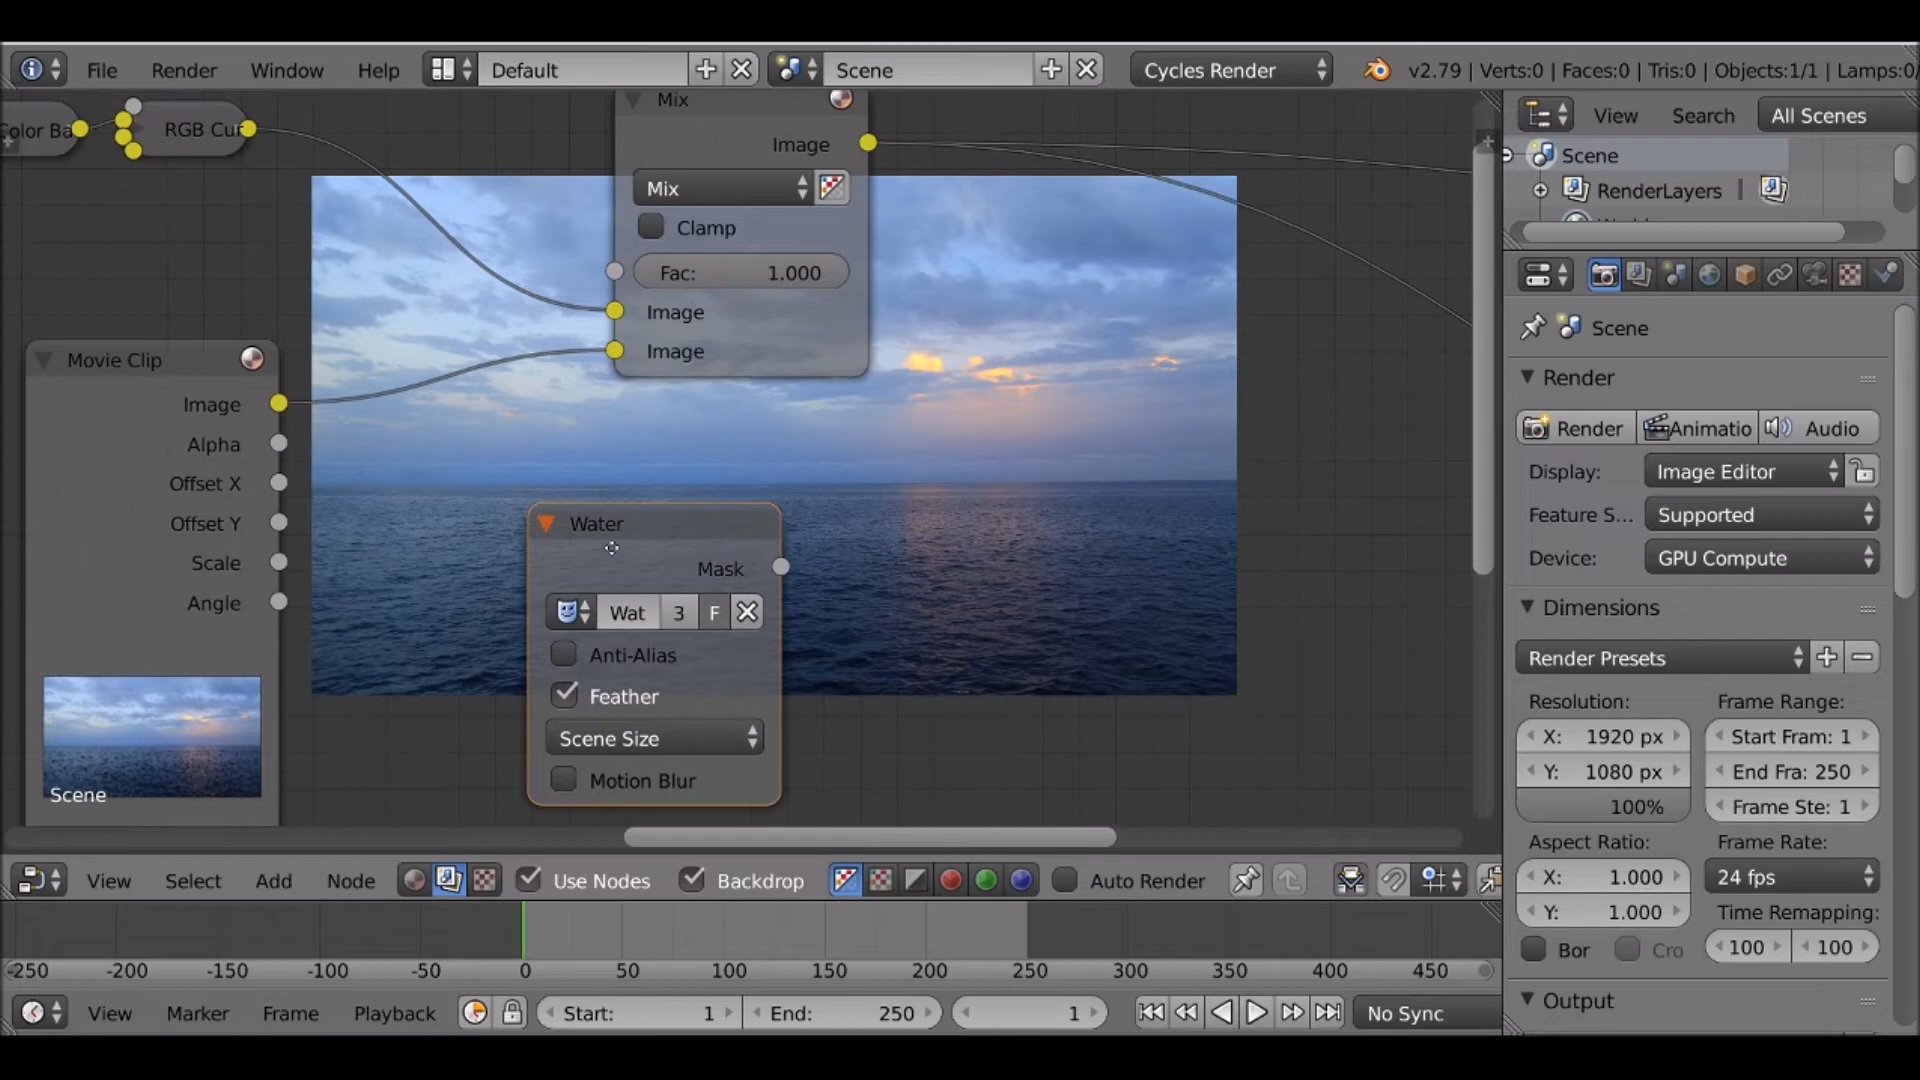 File Render Window Help Default Scene Cycles Render v2.79 | Verts:0 | Faces:0 | Tris:0 | Objects:1/1 | Lamps:0/
Color Ba
RGB Cur
Mix
Image
Mix
Clamp
Fac: 1.000
Image
Image
Movie Clip
Image
Alpha
Offset X
Offset Y
Scale
Angle
Scene
Water
Mask
Wat 3 F
Anti-Alias
Feather
Scene Size
Motion Blur
View Search All Scenes
Scene
RenderLayers |
Scene
Render
Render Animatio Audio
Display: Image Editor
Feature S... Supported
Device: GPU Compute
Dimensions
Render Presets
Resolution: Frame Range:
X: 1920 px Start Fram: 1
Y: 1080 px End Fra: 250
100% Frame Ste: 1
Aspect Ratio: Frame Rate:
X: 1.000 24 fps
Y: 1.000 Time Remapping:
Bor Cro 100 100
Output
View Select Add Node Use Nodes Backdrop Auto Render
-250 -200 -150 -100 -50 0 50 100 150 200 250 300 350 400 450
View Marker Frame Playback Start: 1 End: 250 1 No Sync